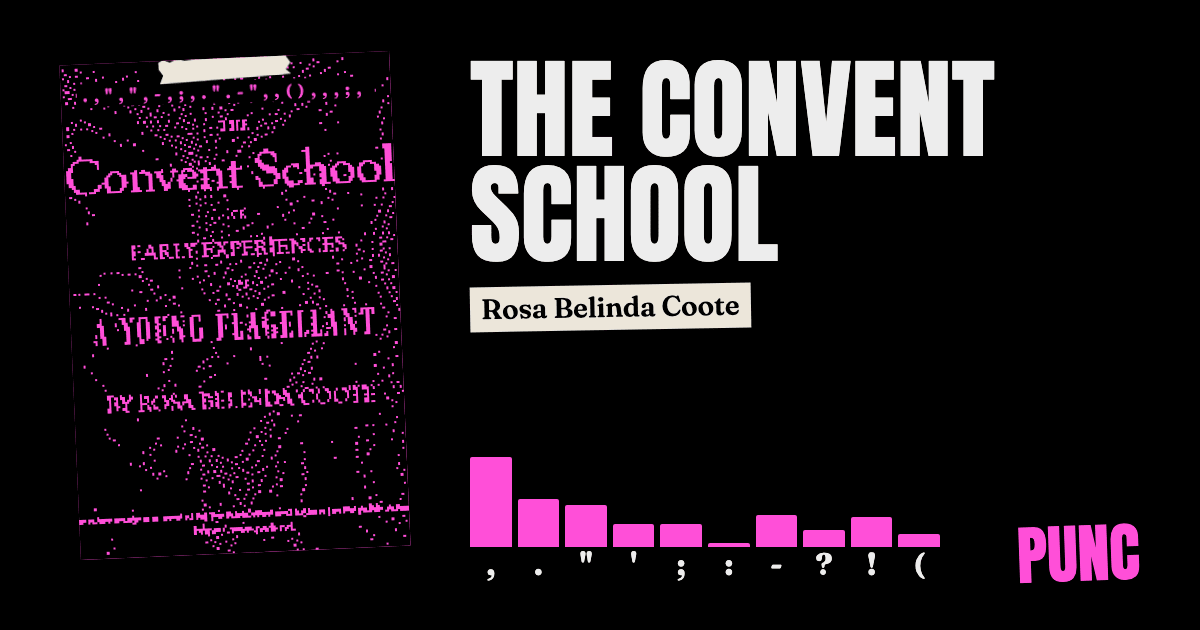 . , " , " , - , ; , . " . - " , , ( ) , , , ; ,
THE
Convent School
OR
EARLY EXPERIENCES
OF
A YOUNG FLAGELLANT
BY ROSA BELINDA COOTE
THE CONVENT
SCHOOL
Rosa Belinda Coote
, . " ' ; : - ? ! (
PUNC